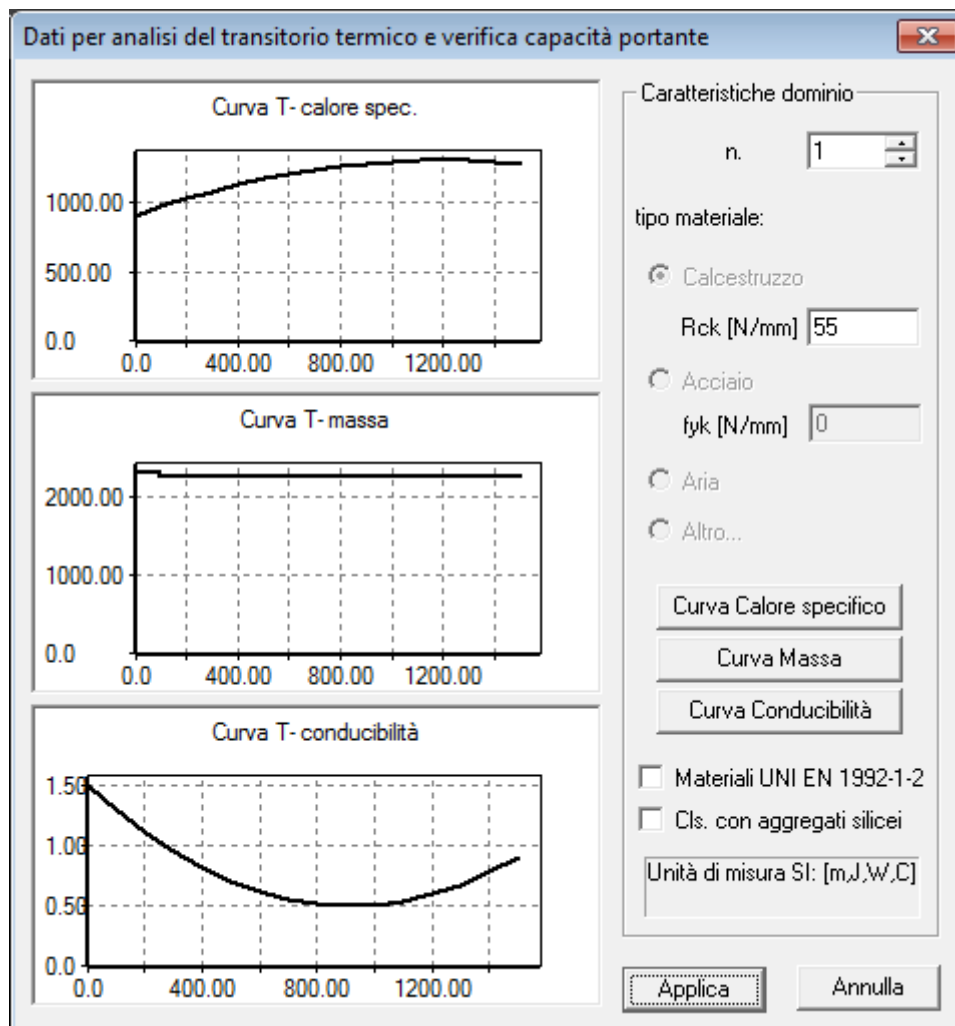 Dati per analisi del transitorio termico e verifica capacità portante
Curva T- calore spec.
1000.00
500.00
0.0
0.0 400.00 800.00 1200.00
Curva T- massa
2000.00
1000.00
0.0
0.0 400.00 800.00 1200.00
Curva T- conducibilità
1.50
1.00
0.50
0.0
0.0 400.00 800.00 1200.00
Caratteristiche dominio
n. 1
tipo materiale:
Calcestruzzo
Rck [N/mm] 55
Acciaio
fyk [N/mm] 0
Aria
Altro...
Curva Calore specifico
Curva Massa
Curva Conducibilità
Materiali UNI EN 1992-1-2
Cls. con aggregati silicei
Unità di misura SI: [m,J,W,C]
Applica Annulla